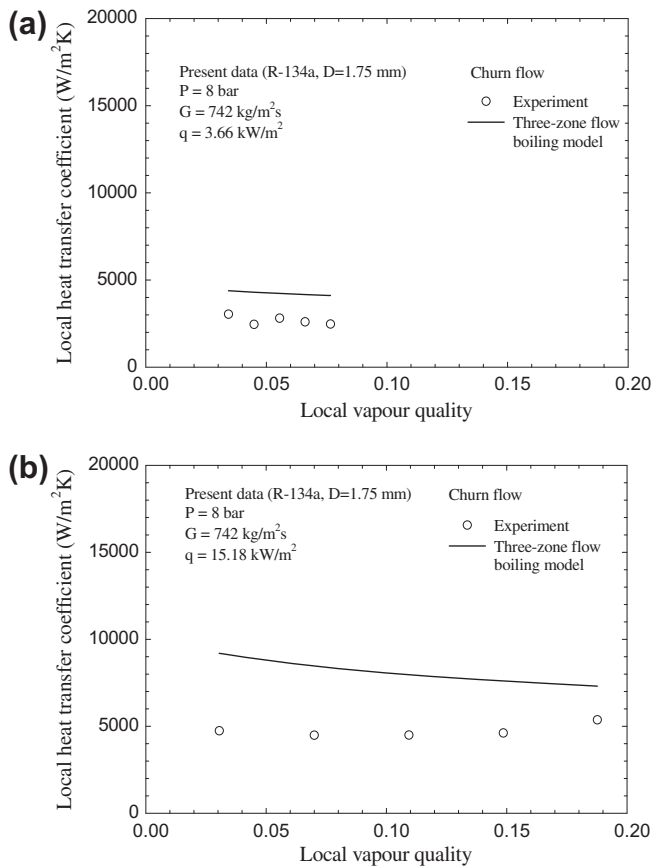 (a)
Local heat transfer coefficient (W/m²K)
20000
15000
10000
5000
0
Present data (R-134a, D=1.75 mm)
P = 8 bar
G = 742 kg/m²s
q = 3.66 kW/m²
Churn flow
Experiment
Three-zone flow
boiling model
0.00 0.05 0.10 0.15 0.20
Local vapour quality
(b)
Local heat transfer coefficient (W/m²K)
20000
15000
10000
5000
0
Present data (R-134a, D=1.75 mm)
P = 8 bar
G = 742 kg/m²s
q = 15.18 kW/m²
Churn flow
Experiment
Three-zone flow
boiling model
0.00 0.05 0.10 0.15 0.20
Local vapour quality